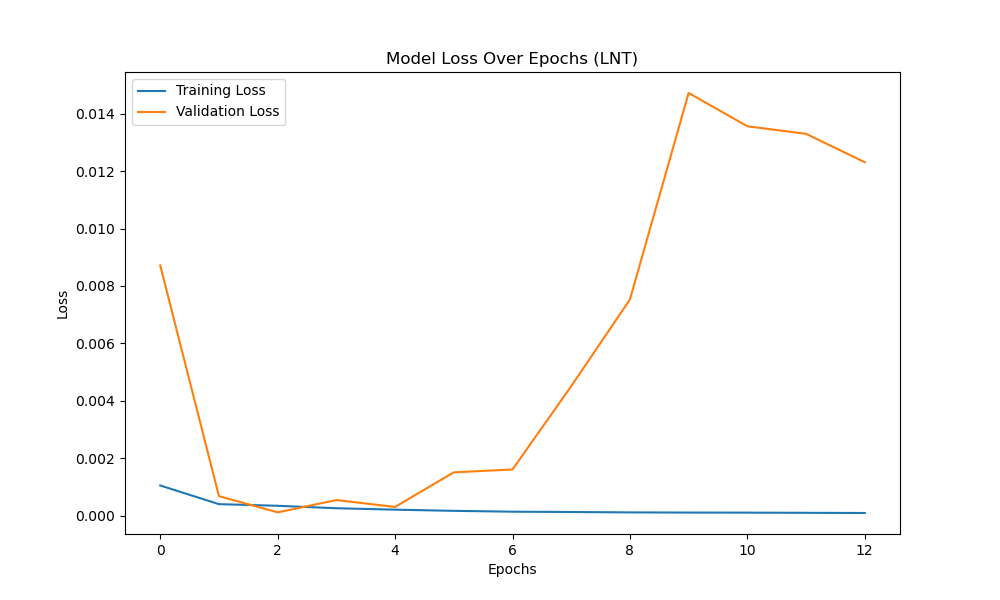 Model Loss Over Epochs (LNT)
Training Loss
Validation Loss
0.014
0.012
0.010
0.008
0.006
0.004
0.002
0.000
Loss
0 2 4 6 8 10 12
Epochs